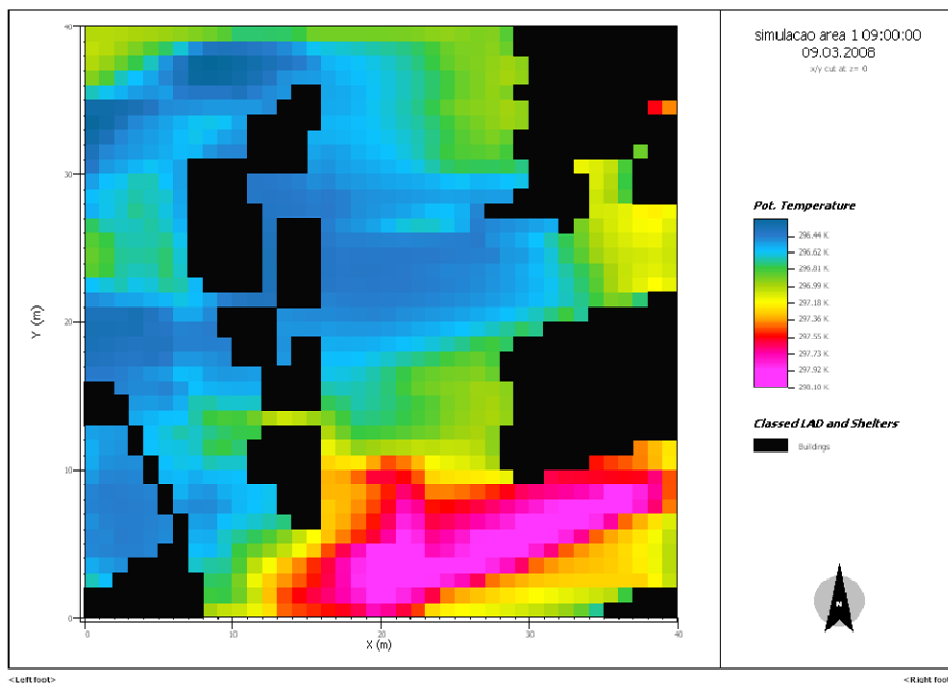 simulacao area 1 09:00:00
09.03.2008
x/y cut at z= 0
40
30
20
10
0
Y (m)
0
10
20
30
40
X (m)
Pot. Temperature
296.44 K
296.62 K
296.81 K
296.99 K
297.18 K
297.36 K
297.55 K
297.73 K
297.92 K
298.10 K
Classed LAD and Shelters
Buildings
N
<Left foot>
<Right foot